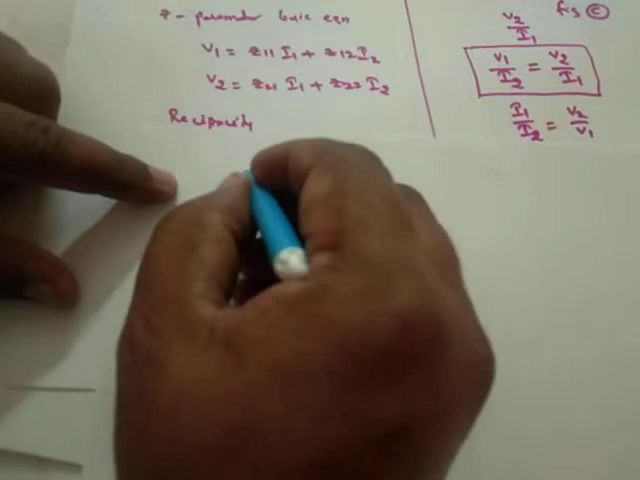 Z - parameter basic eqn
V1 = Z11 I1 + Z12 I2
V2 = Z21 I1 + Z22 I2
Reciprocity
fig C
V2/I1
V1/I2 = V2/I1
I1/I2 = V2/V1